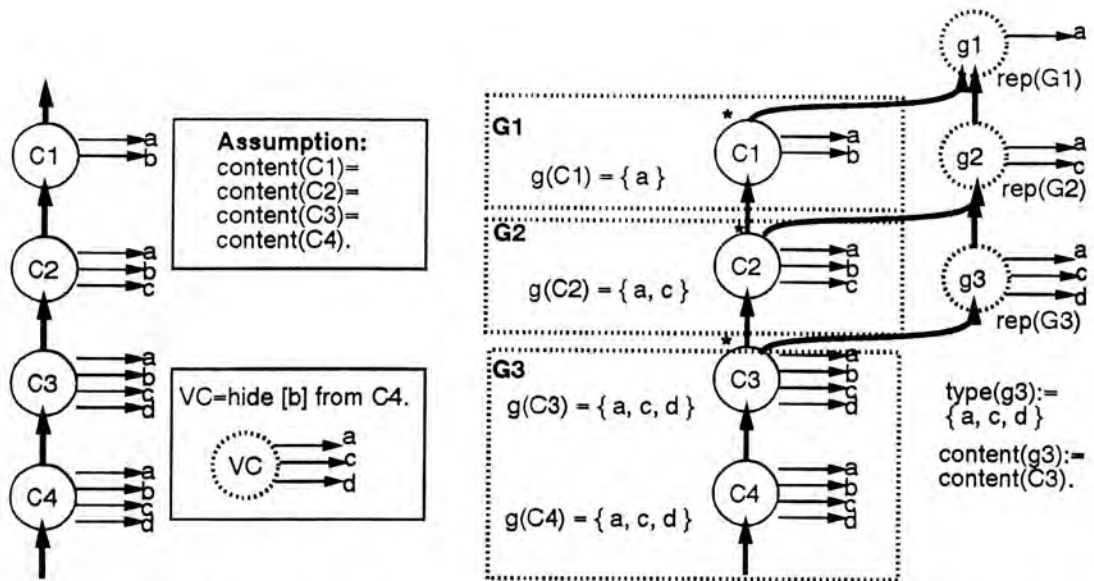 C1
a
b
C2
a
b
c
C3
a
b
c
d
C4
a
b
c
d
Assumption:
content(C1)=
content(C2)=
content(C3)=
content(C4).
VC=hide [b] from C4.
VC
a
c
d
G1
g(C1) = { a }
*
C1
a
b
G2
g(C2) = { a, c }
*
C2
a
b
c
G3
g(C3) = { a, c, d }
*
C3
a
b
c
d
g(C4) = { a, c, d }
C4
a
b
c
d
g1
a
rep(G1)
g2
a
c
rep(G2)
g3
a
c
d
rep(G3)
type(g3):=
{ a, c, d }
content(g3):=
content(C3).